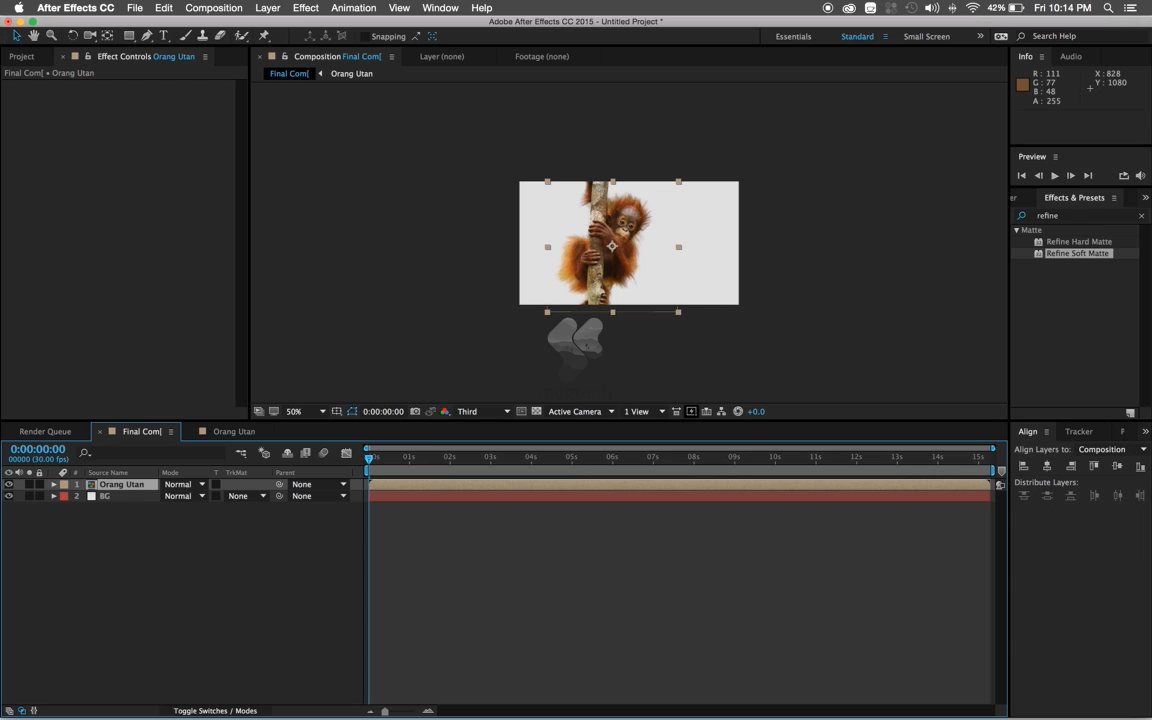 After Effects CC File Edit Composition Layer Effect Animation View Window Help 42% Fri 10:14 PM
Adobe After Effects CC 2015 - Untitled Project *
Snapping Essentials Standard Small Screen Search Help
Project Effect Controls Orang Utan Composition Final Com[ Layer (none) Footage (none) Info Audio
Final Com[ • Orang Utan Final Com[ Orang Utan
R : 111 X : 828
G : 77 Y : 1080
B : 48
A : 255
Preview
er Effects & Presets
refine
Matte
Refine Hard Matte
Refine Soft Matte
50% 0:00:00:00 Third Active Camera 1 View +0.0
Render Queue Final Com[ Orang Utan Align Tracker F
0:00:00:00
00000 (30.00 fps)
Align Layers to: Composition
0s 01s 02s 03s 04s 05s 06s 07s 08s 09s 10s 11s 12s 13s 14s 15s
# Source Name Mode T TrkMat Parent
Distribute Layers:
1 Orang Utan Normal None
2 BG Normal None None
Toggle Switches / Modes